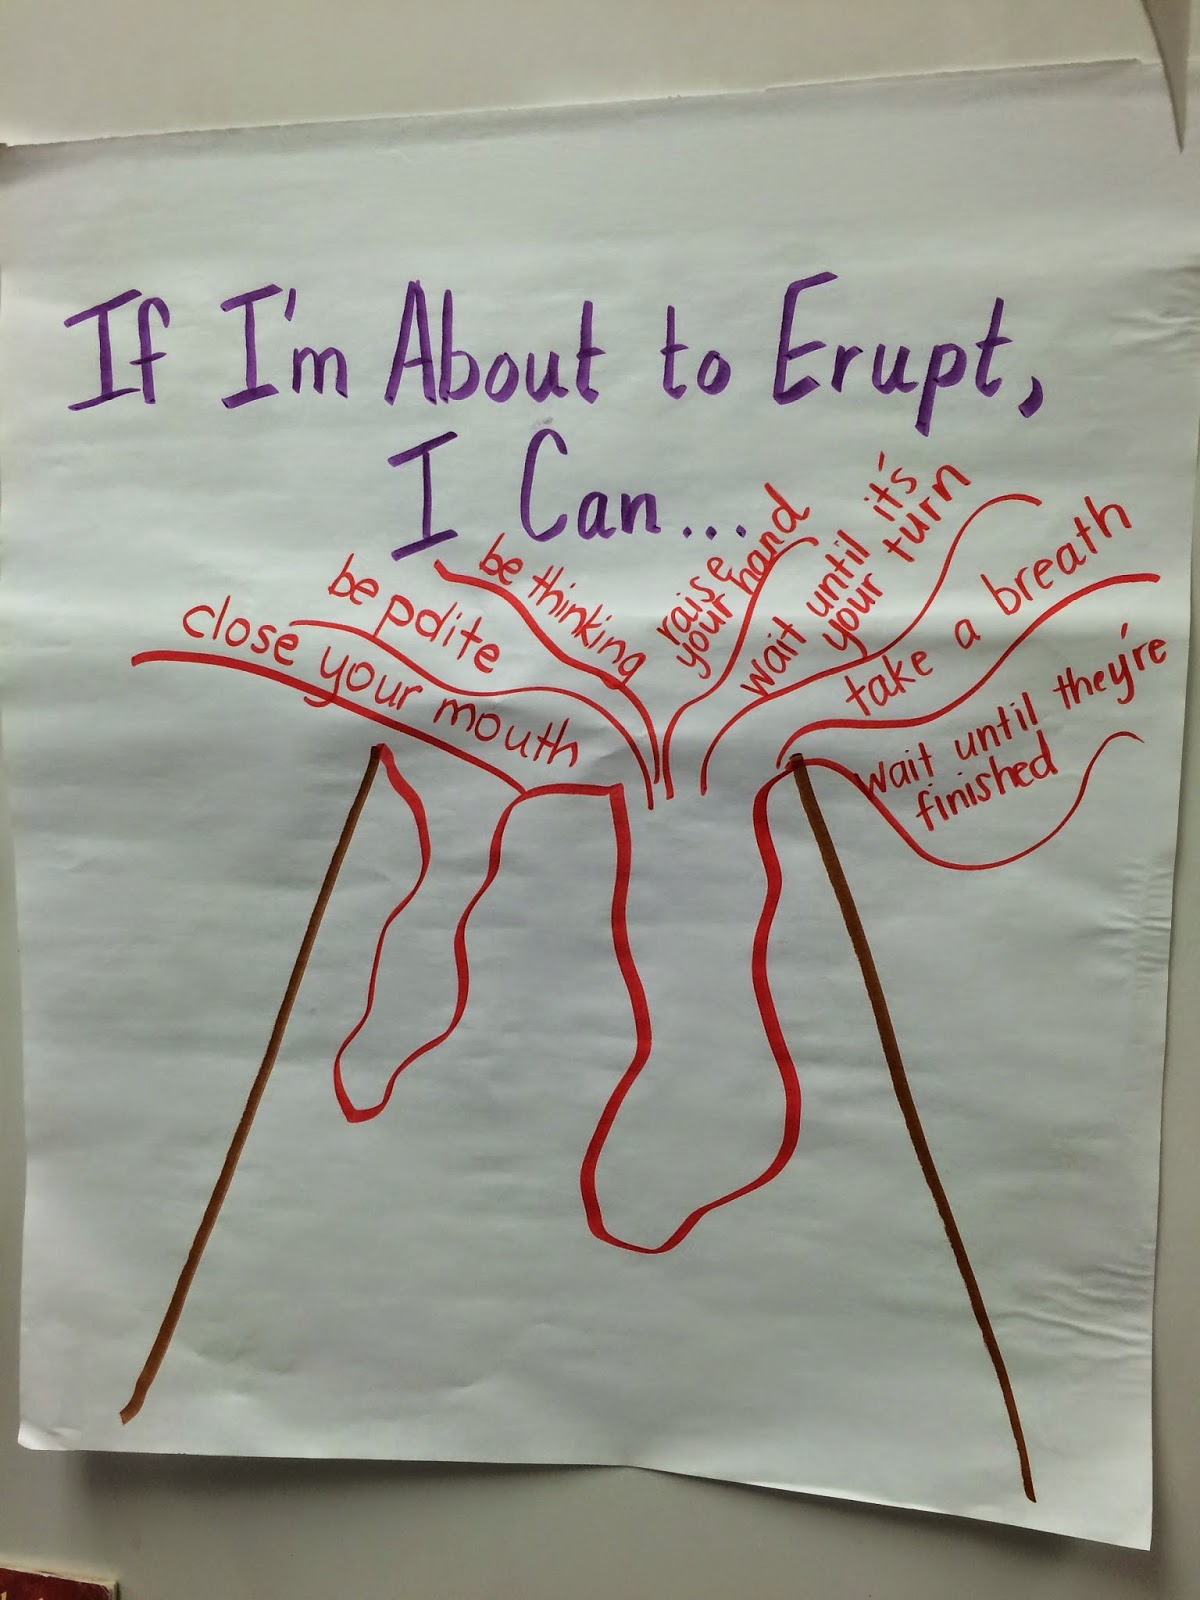 If I'm About to Erupt,
I Can...
close your mouth
be polite
be thinking
raise
your hand
wait until it's
your turn
take a breath
wait until they're
finished